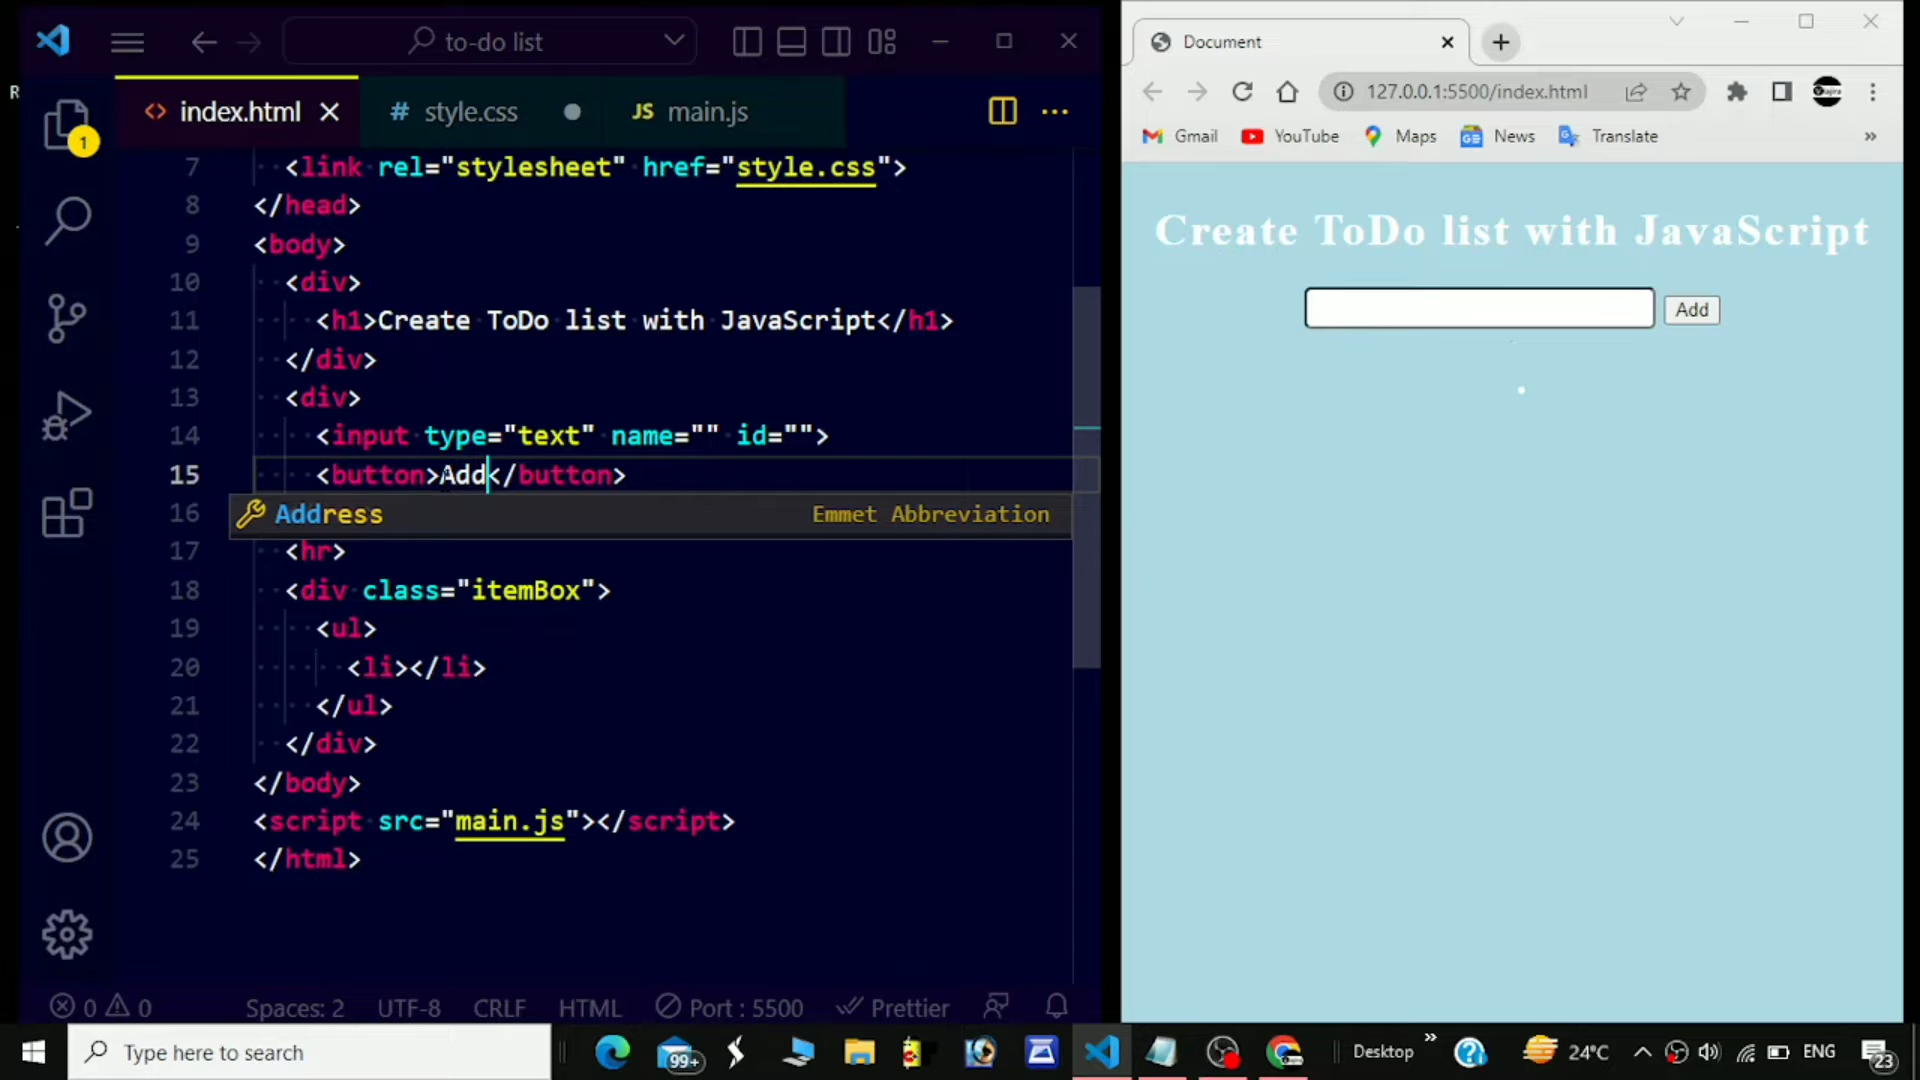 to-do list
index.html
# style.css
JS main.js
1
7 <link rel="stylesheet" href="style.css">
8 </head>
9 <body>
10 <div>
11 <h1>Create ToDo list with JavaScript</h1>
12 </div>
13 <div>
14 <input type="text" name="" id="">
15 <button>Add</button>
Address Emmet Abbreviation
16
17 <hr>
18 <div class="itemBox">
19 <ul>
20 <li></li>
21 </ul>
22 </div>
23 </body>
24 <script src="main.js"></script>
25 </html>
0 0 Spaces: 2 UTF-8 CRLF HTML Port : 5500 Prettier
Document
127.0.0.1:5500/index.html
Gmail YouTube Maps News Translate »
Create ToDo list with JavaScript
Add
R
Type here to search
99+
Desktop »
24°C
ENG
23